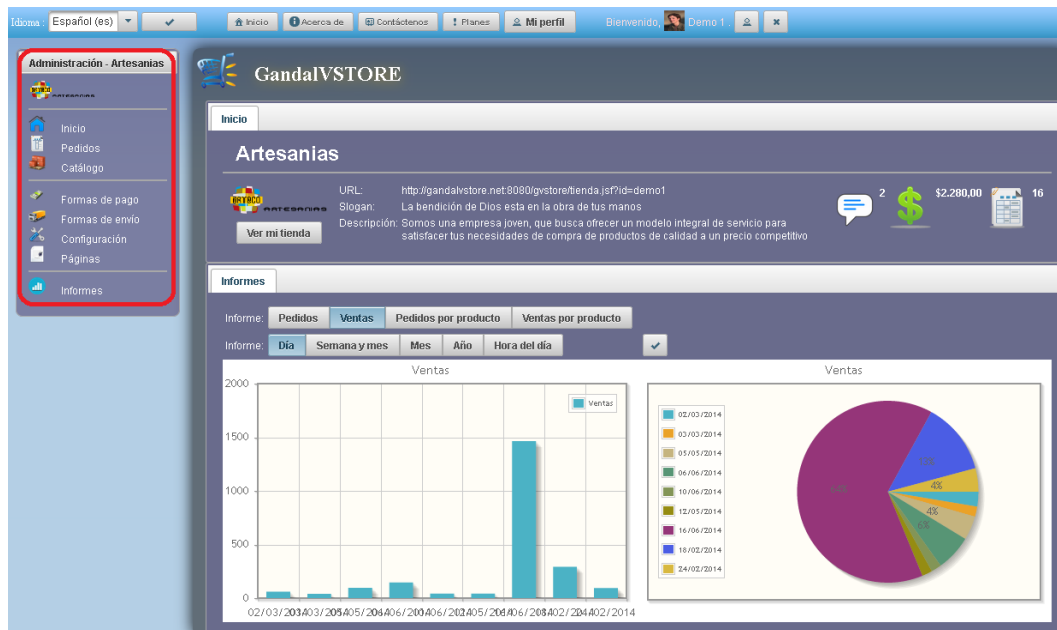 Idioma : Español (es)
Inicio
Acerca de
Contáctenos
Planes
Mi perfil
Bienvenido, Demo 1 .
Administración - Artesanias
ARTECO ARTESANIAS
Inicio
Pedidos
Catálogo
Formas de pago
Formas de envío
Configuración
Páginas
Informes
GandalVSTORE
Inicio
Artesanias
ARTECO ARTESANIAS
URL: http://gandalvstore.net:8080/gvstore/tienda.jsf?id=demo1
Slogan: La bendición de Dios esta en la obra de tus manos
Descripción: Somos una empresa joven, que busca ofrecer un modelo integral de servicio para
satisfacer tus necesidades de compra de productos de calidad a un precio competitivo
Ver mi tienda
2
$2.280,00
16
Informes
Informe: Pedidos Ventas Pedidos por producto Ventas por producto
Informe: Día Semana y mes Mes Año Hora del día
Ventas
2000
1500
1000
500
0
Ventas
Ventas
02/03/2014
03/03/2014
05/05/2014
06/06/2014
10/06/2014
12/05/2014
16/06/2014
18/02/2014
24/02/2014
64%
4%
4%
6%